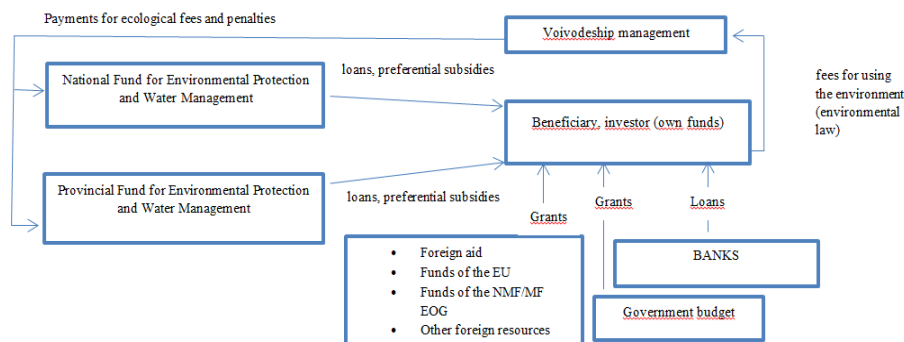 Payments for ecological fees and penalties
Voivodeship management
National Fund for Environmental Protection
and Water Management
loans, preferential subsidies
fees for using
the environment
(environmental
law)
Beneficiary, investor (own funds)
Provincial Fund for Environmental Protection
and Water Management
loans, preferential subsidies
Grants
Grants
Loans
• Foreign aid
• Funds of the EU
• Funds of the NMF/MF
EOG
• Other foreign resources
BANKS
Government budget